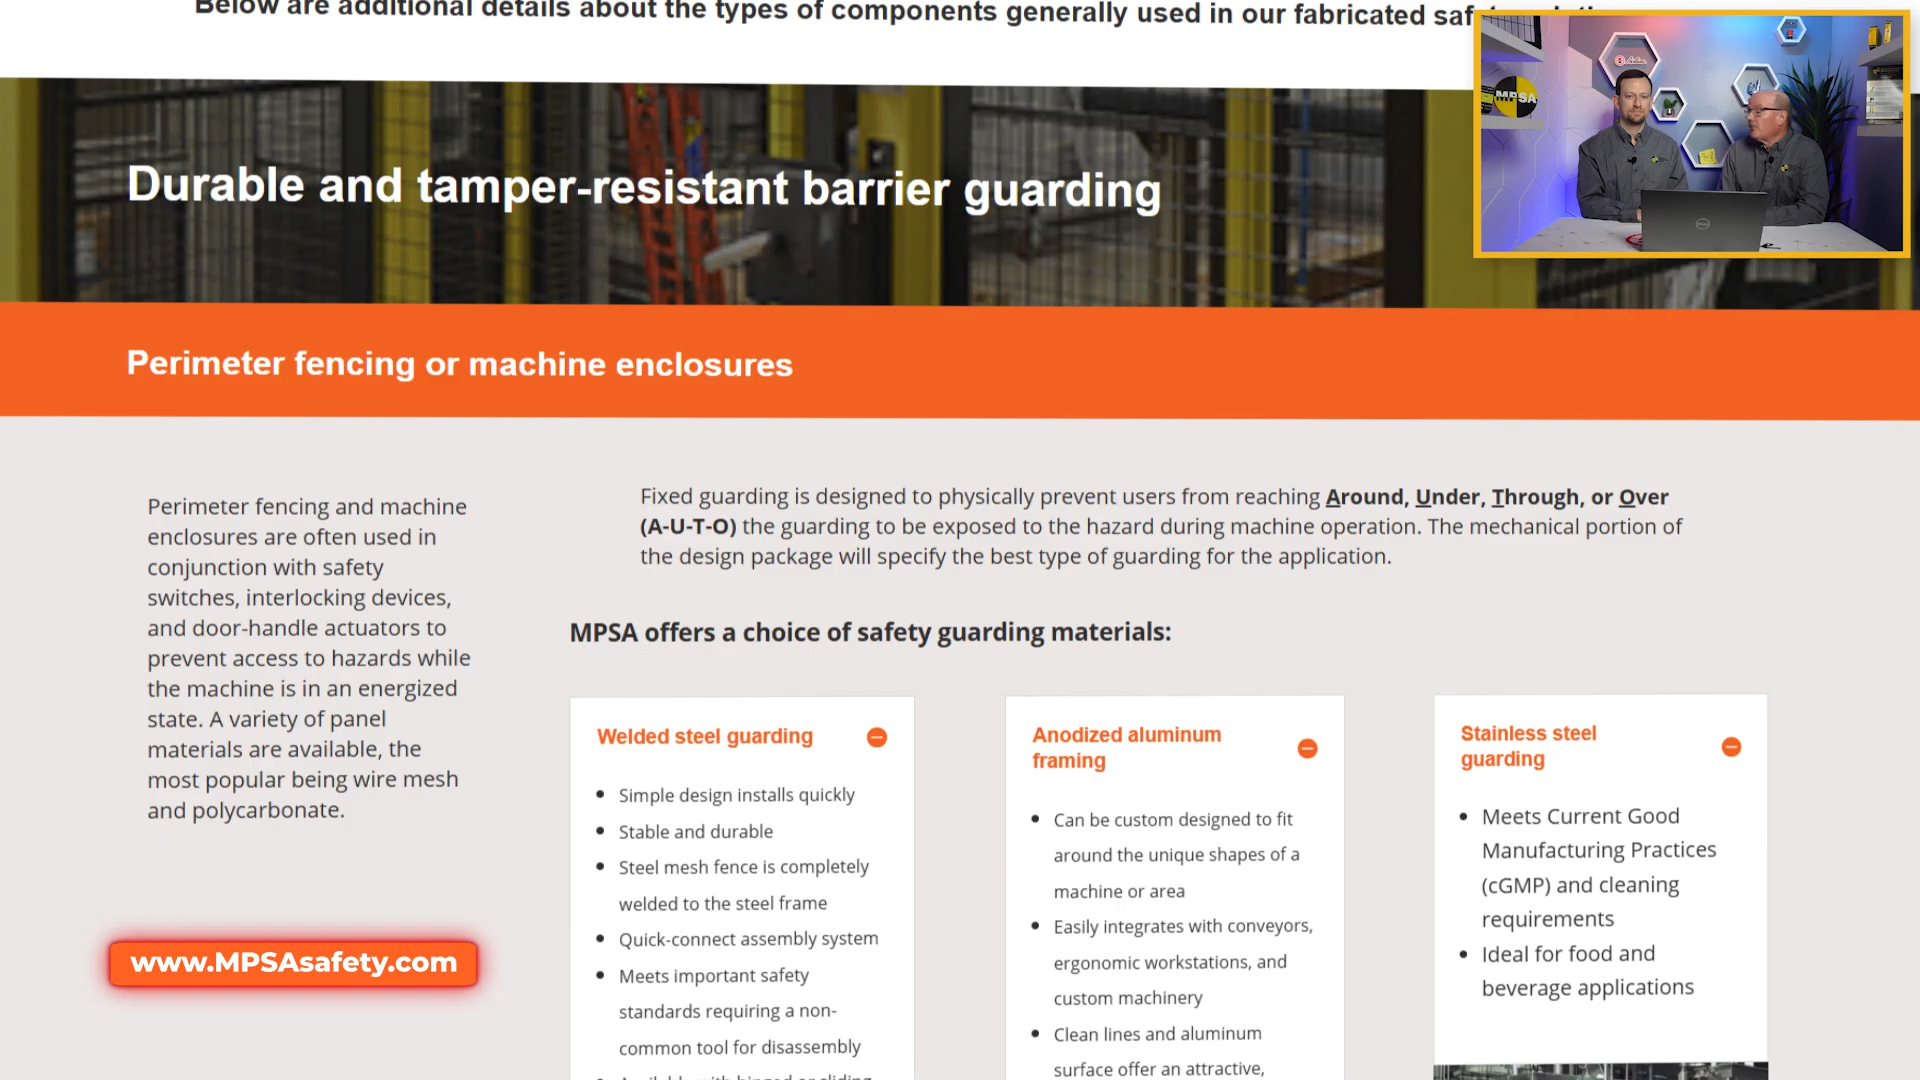 Below are additional details about the types of components generally used in our fabricated
Durable and tamper-resistant barrier guarding
MPSA
Perimeter fencing or machine enclosures
Perimeter fencing and machine
enclosures are often used in
conjunction with safety
switches, interlocking devices,
and door-handle actuators to
prevent access to hazards while
the machine is in an energized
state. A variety of panel
materials are available, the
most popular being wire mesh
and polycarbonate.
Fixed guarding is designed to physically prevent users from reaching Around, Under, Through, or Over
(A-U-T-O) the guarding to be exposed to the hazard during machine operation. The mechanical portion of
the design package will specify the best type of guarding for the application.
MPSA offers a choice of safety guarding materials:
Welded steel guarding
Simple design installs quickly
Stable and durable
Steel mesh fence is completely
welded to the steel frame
Quick-connect assembly system
Meets important safety
standards requiring a non-
common tool for disassembly
Anodized aluminum
framing
Can be custom designed to fit
around the unique shapes of a
machine or area
Easily integrates with conveyors,
ergonomic workstations, and
custom machinery
Clean lines and aluminum
surface offer an attractive,
Stainless steel
guarding
Meets Current Good
Manufacturing Practices
(cGMP) and cleaning
requirements
Ideal for food and
beverage applications
www.MPSAsafety.com